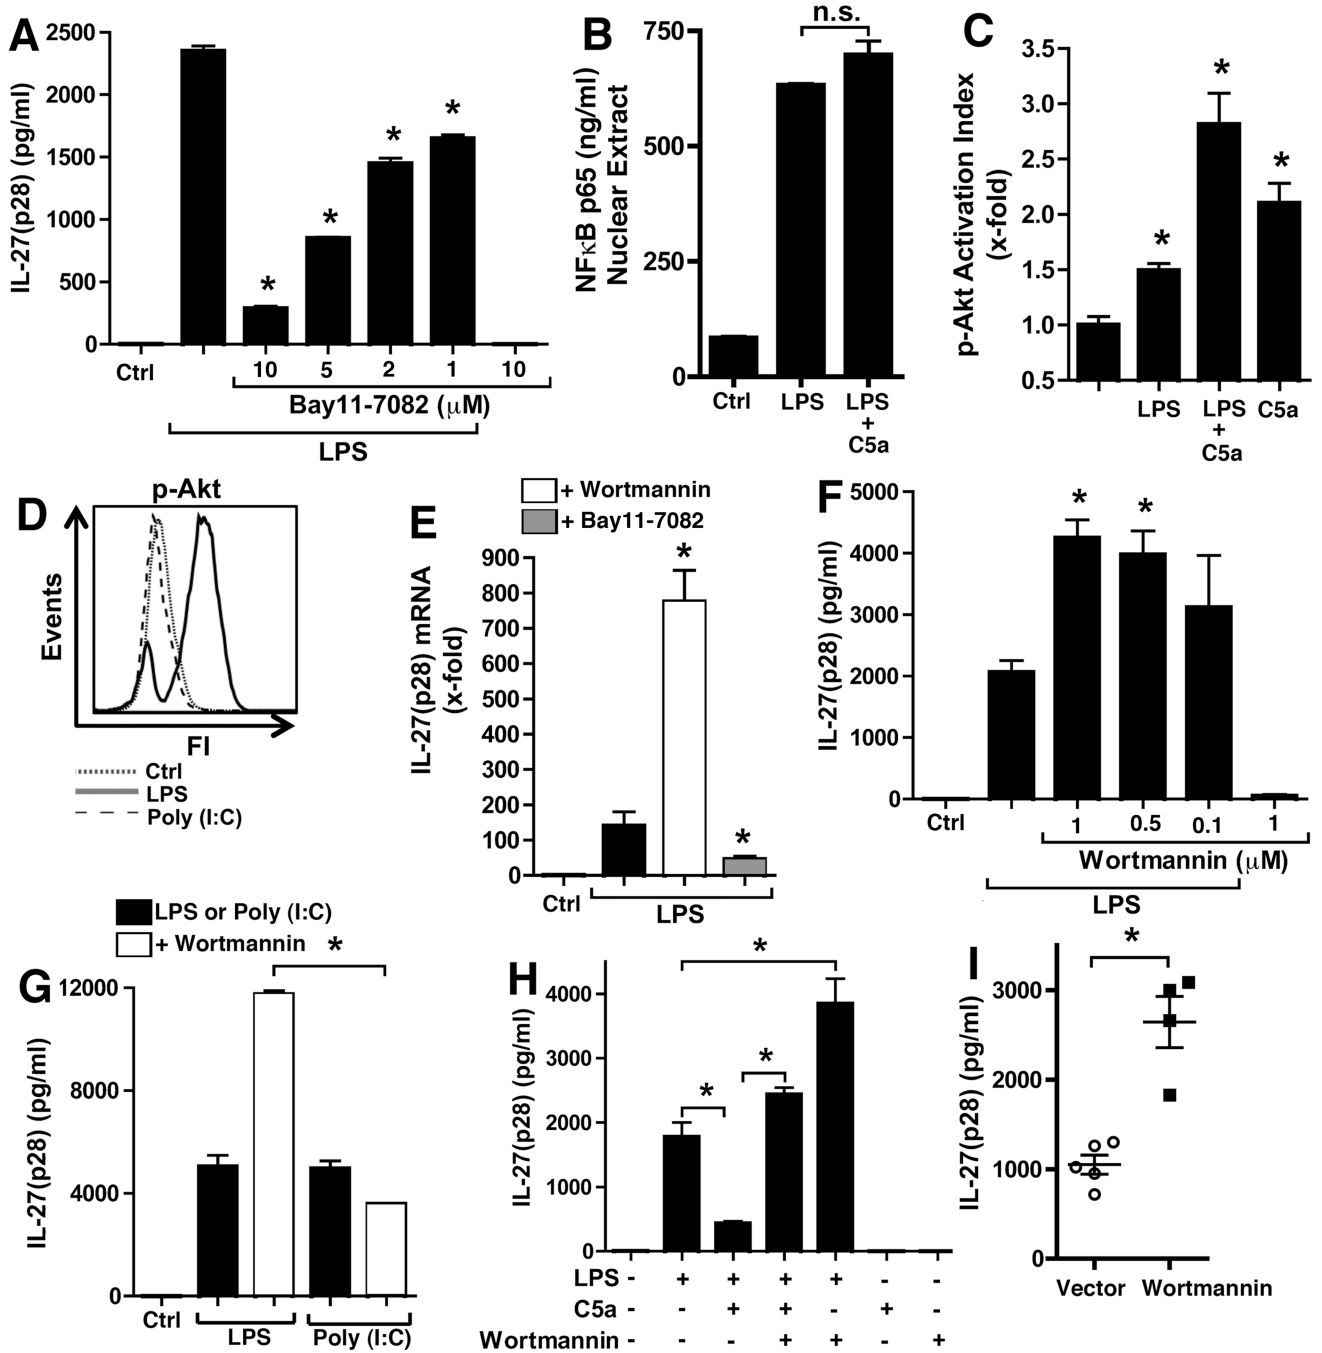 A
IL-27(p28) (pg/ml)
2500
2000
1500
1000
500
0
* * * *
Ctrl 10 5 2 1 10
Bay11-7082 (μM)
LPS
B
NFκB p65 (ng/ml)
Nuclear Extract
750
500
250
0
n.s.
Ctrl LPS LPS
+
C5a
C
p-Akt Activation Index
(x-fold)
3.5
3.0
2.5
2.0
1.5
1.0
0.5
* * *
LPS LPS C5a
+
C5a
D
p-Akt
Events
FI
Ctrl
LPS
Poly (I:C)
E
+ Wortmannin
+ Bay11-7082
IL-27(p28) mRNA
(x-fold)
900
800
700
600
500
400
300
200
100
0
* *
Ctrl
LPS
F
IL-27(p28) (pg/ml)
5000
4000
3000
2000
1000
0
* *
Ctrl 1 0.5 0.1 1
Wortmannin (μM)
LPS
G
LPS or Poly (I:C)
+ Wortmannin
*
IL-27(p28) (pg/ml)
12000
8000
4000
0
Ctrl LPS Poly (I:C)
H
IL-27(p28) (pg/ml)
4000
3000
2000
1000
0
* * *
LPS - + + + + - -
C5a - - + + - + -
Wortmannin - - - + + - +
I
IL-27(p28) (pg/ml)
3000
2000
1000
0
*
Vector Wortmannin